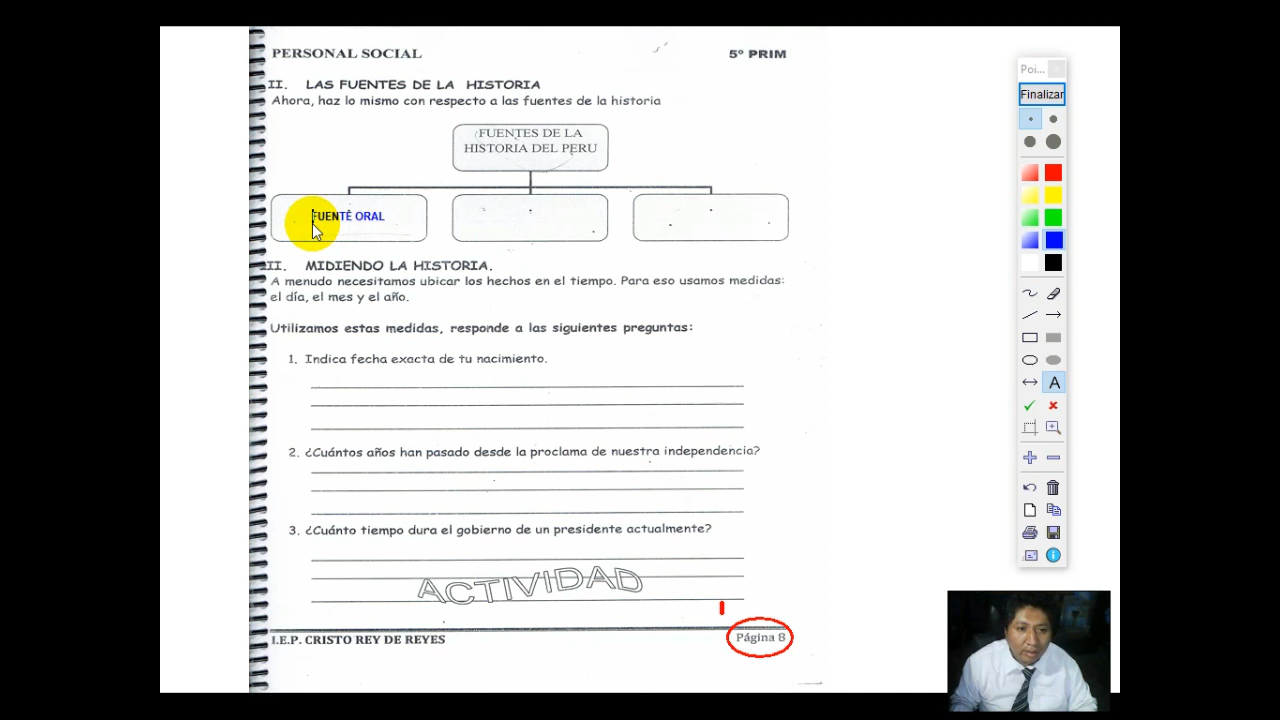 PERSONAL SOCIAL 5º PRIM
II. LAS FUENTES DE LA HISTORIA
Ahora, haz lo mismo con respecto a las fuentes de la historia
FUENTES DE LA
HISTORIA DEL PERU
FUENTE ORAL
II. MIDIENDO LA HISTORIA.
A menudo necesitamos ubicar los hechos en el tiempo. Para eso usamos medidas:
el día, el mes y el año.
Utilizamos estas medidas, responde a las siguientes preguntas:
1. Indica fecha exacta de tu nacimiento.
2. ¿Cuántos años han pasado desde la proclama de nuestra independencia?
3. ¿Cuánto tiempo dura el gobierno de un presidente actualmente?
ACTIVIDAD
I.E.P. CRISTO REY DE REYES Página 8
Poi...
Finalizar
A